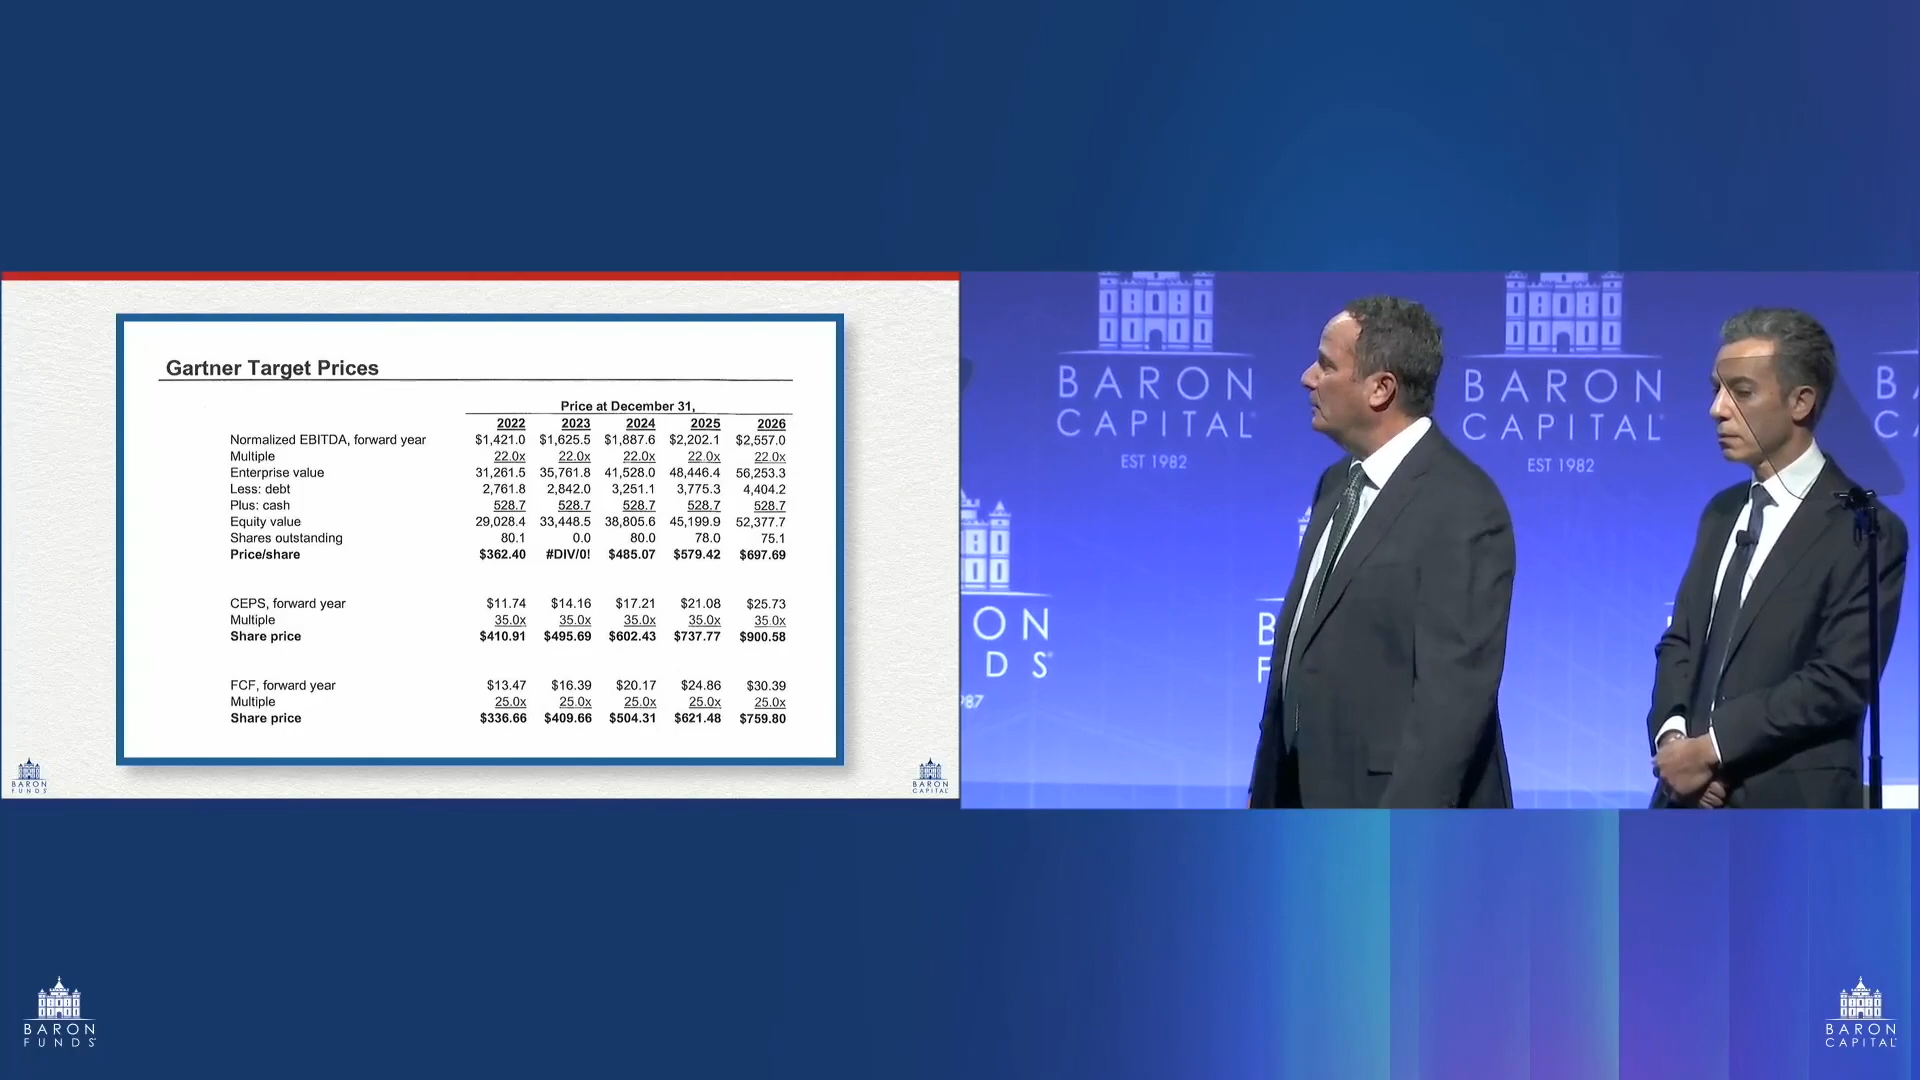 Gartner Target Prices
Price at December 31,
2022 2023 2024 2025 2026
Normalized EBITDA, forward year $1,421.0 $1,625.5 $1,887.6 $2,202.1 $2,557.0
Multiple 22.0x 22.0x 22.0x 22.0x 22.0x
Enterprise value 31,261.5 35,761.8 41,528.0 48,446.4 56,253.3
Less: debt 2,761.8 2,842.0 3,251.1 3,775.3 4,404.2
Plus: cash 528.7 528.7 528.7 528.7 528.7
Equity value 29,028.4 33,448.5 38,805.6 45,199.9 52,377.7
Shares outstanding 80.1 0.0 80.0 78.0 75.1
Price/share $362.40 #DIV/0! $485.07 $579.42 $697.69
CEPS, forward year $11.74 $14.16 $17.21 $21.08 $25.73
Multiple 35.0x 35.0x 35.0x 35.0x 35.0x
Share price $410.91 $495.69 $602.43 $737.77 $900.58
FCF, forward year $13.47 $16.39 $20.17 $24.86 $30.39
Multiple 25.0x 25.0x 25.0x 25.0x 25.0x
Share price $336.66 $409.66 $504.31 $621.48 $759.80
BARON
FUNDS
BARON
CAPITAL
BARON
CAPITAL
EST 1982
BARON
CAPITAL
EST 1982
B
C
ON
DS
987
B
F
BARON
FUNDS
BARON
CAPITAL